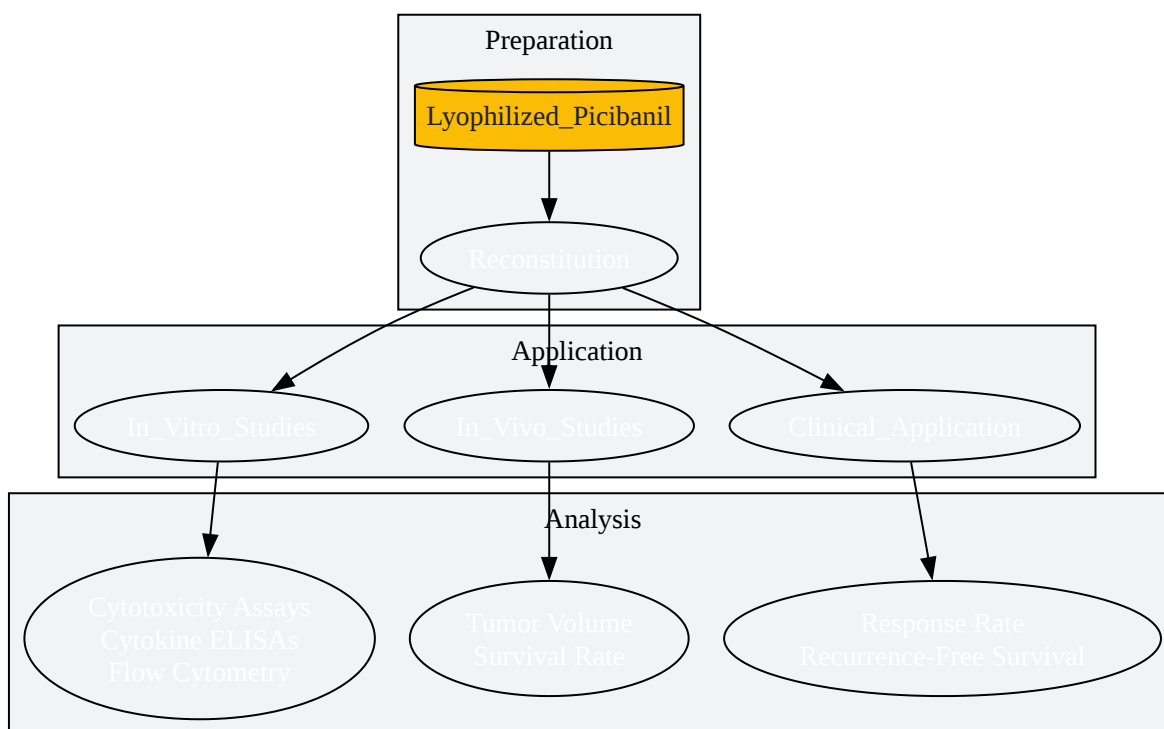 Preparation
Lyophilized_Picibanil
Reconstitution
Application
In_Vitro_Studies
In_Vivo_Studies
Clinical_Application
Analysis
Cytotoxicity Assays
Cytokine ELISAs
Flow Cytometry
Tumor Volume
Survival Rate
Response Rate
Recurrence-Free Survival